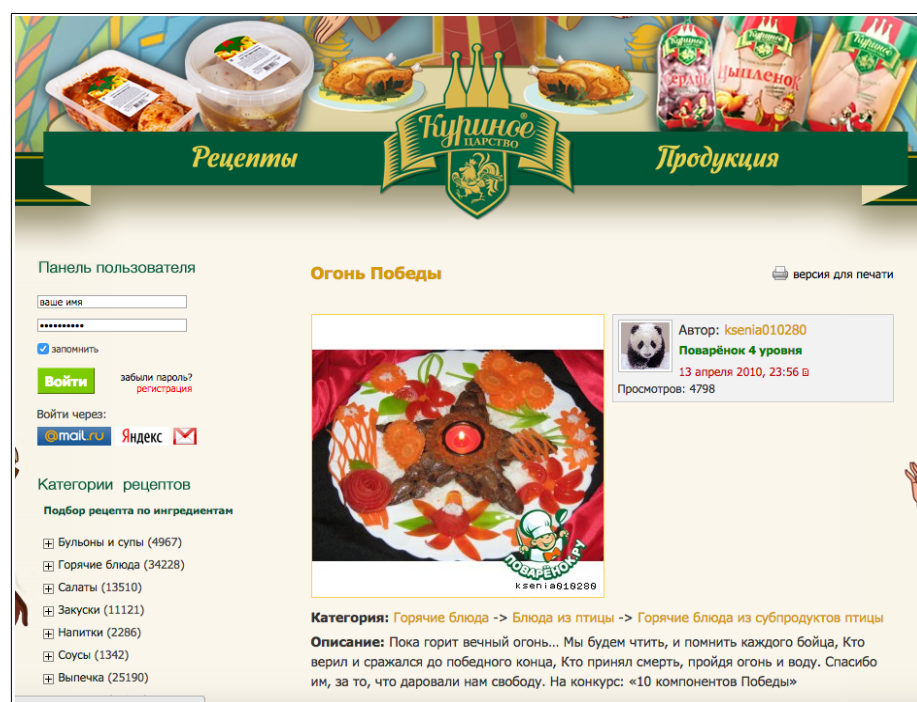 Куриное
Цыпленок
Куриное
Куриное
ЦАРСТВО
Рецепты
Продукция
Панель пользователя
Огонь Победы
версия для печати
ваше имя
••••••••••
запомнить
Войти
забыли пароль?
регистрация
Войти через:
@mail.ru
Яндекс
Автор: ksenia010280
Поварёнок 4 уровня
13 апреля 2010, 23:56
Просмотров: 4798
Категории рецептов
Подбор рецепта по ингредиентам
Бульоны и супы (4967)
Горячие блюда (34228)
Салаты (13510)
Закуски (11121)
Напитки (2286)
Соусы (1342)
Выпечка (25190)
ПОВАРЁНОК.РУ
ksenia010280
Категория: Горячие блюда -> Блюда из птицы -> Горячие блюда из субпродуктов птицы
Описание: Пока горит вечный огонь... Мы будем чтить, и помнить каждого бойца, Кто
верил и сражался до победного конца, Кто принял смерть, пройдя огонь и воду. Спасибо
им, за то, что даровали нам свободу. На конкурс: «10 компонентов Победы»